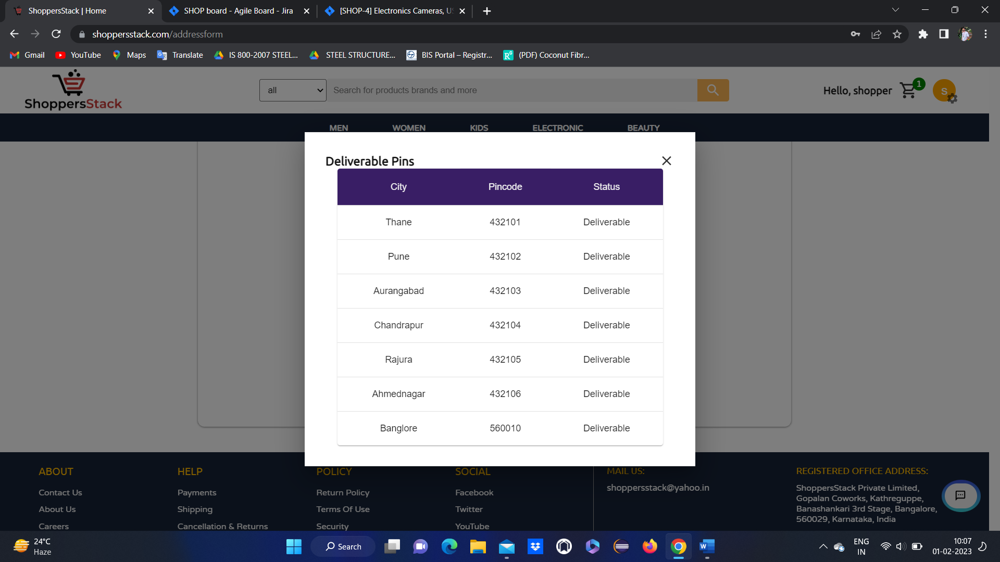 ShoppersStack | Home
SHOP board - Agile Board - Jira
[SHOP-4] Electronics Cameras, US
shoppersstack.com/addressform
Gmail
YouTube
Maps
Translate
IS 800-2007 STEEL...
STEEL STRUCTURE...
BIS Portal – Registr...
(PDF) Coconut Fibr...
ShoppersStack
all
Search for products brands and more
Hello, shopper
1
S
MEN WOMEN KIDS ELECTRONIC BEAUTY
Deliverable Pins
City Pincode Status
Thane 432101 Deliverable
Pune 432102 Deliverable
Aurangabad 432103 Deliverable
Chandrapur 432104 Deliverable
Rajura 432105 Deliverable
Ahmednagar 432106 Deliverable
Banglore 560010 Deliverable
ABOUT
Contact Us
About Us
Careers
HELP
Payments
Shipping
Cancellation & Returns
POLICY
Return Policy
Terms Of Use
Security
SOCIAL
Facebook
Twitter
YouTube
MAIL US:
shoppersstack@yahoo.in
REGISTERED OFFICE ADDRESS:
ShoppersStack Private Limited,
Gopalan Coworks, Kathreguppe,
Banashankari 3rd Stage, Bangalore,
560029, Karnataka, India
24°C
Haze
Search
ENG
IN
10:07
01-02-2023